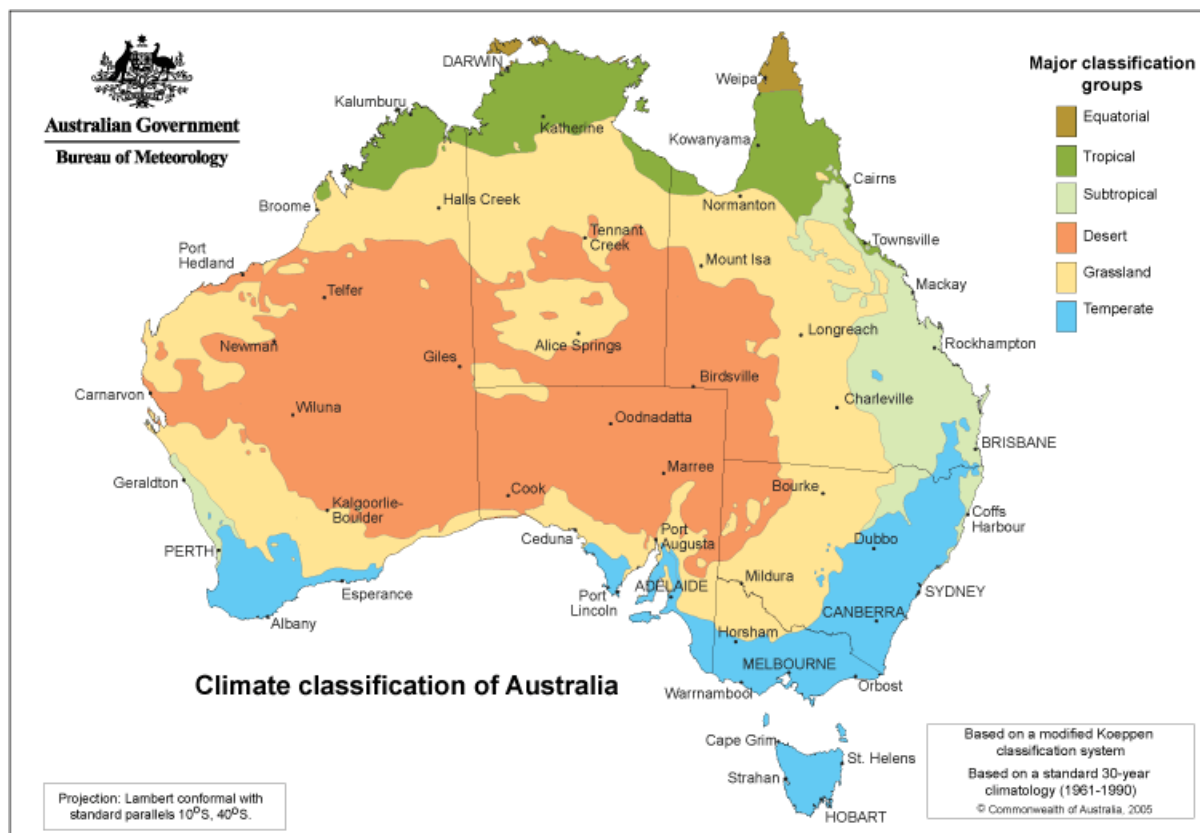 Australian Government
Bureau of Meteorology
Major classification
groups
Equatorial
Tropical
Subtropical
Desert
Grassland
Temperate
DARWIN
Weipa
Kalumburu
Katherine
Kowanyama
Cairns
Halls Creek
Normanton
Broome
Tennant
Creek
Townsville
Port
Hedland
Mount Isa
Telfer
Mackay
Longreach
Newman
Alice Springs
Rockhampton
Giles
Birdsville
Carnarvon
Charleville
Wiluna
Oodnadatta
BRISBANE
Marree
Geraldton
Cook
Bourke
Kalgoorlie-
Boulder
Coffs
Harbour
Ceduna
Port
Augusta
Dubbo
PERTH
Mildura
ADELAIDE
SYDNEY
Esperance
Port
Lincoln
CANBERRA
Albany
Horsham
MELBOURNE
Climate classification of Australia
Warrnambool
Orbost
Cape Grim
St. Helens
Strahan
HOBART
Based on a modified Koeppen
classification system
Based on a standard 30-year
climatology (1961-1990)
© Commonwealth of Australia, 2005
Projection: Lambert conformal with
standard parallels 10°S, 40°S.